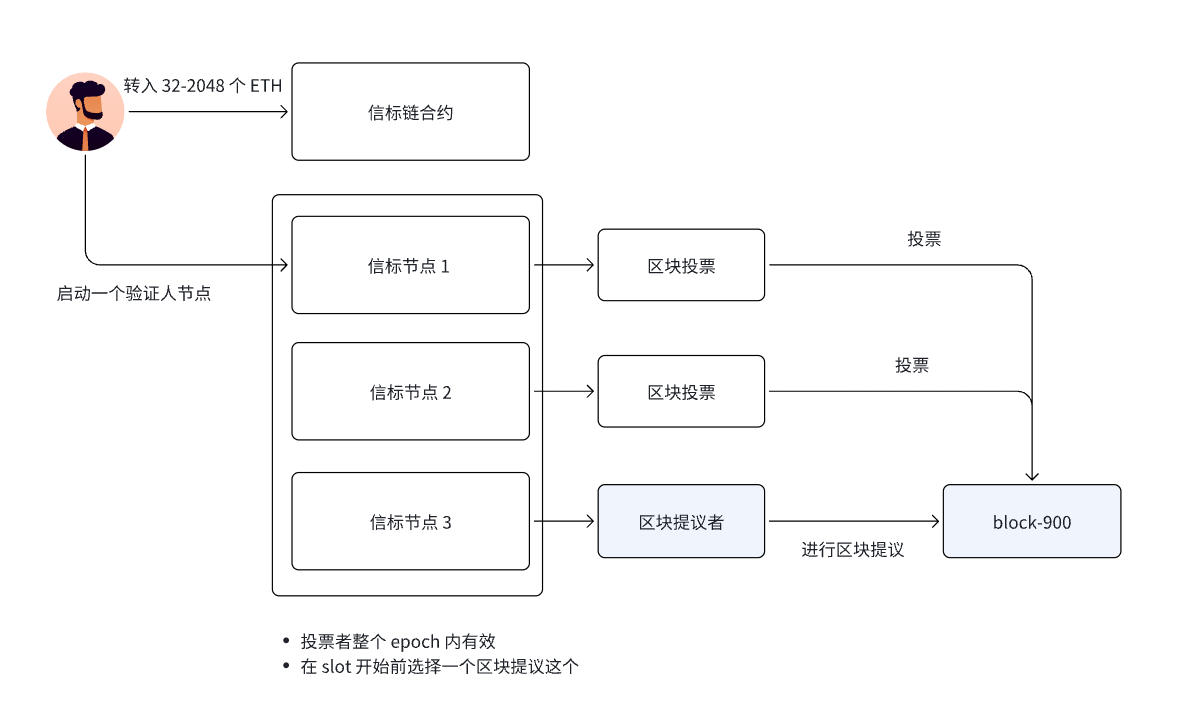 转入 32-2048 个 ETH
信标链合约
信标节点 1
区块投票
投票
启动一个验证人节点
信标节点 2
区块投票
投票
信标节点 3
区块提议者
进行区块提议
block-900
• 投票者整个 epoch 内有效
• 在 slot 开始前选择一个区块提议这个